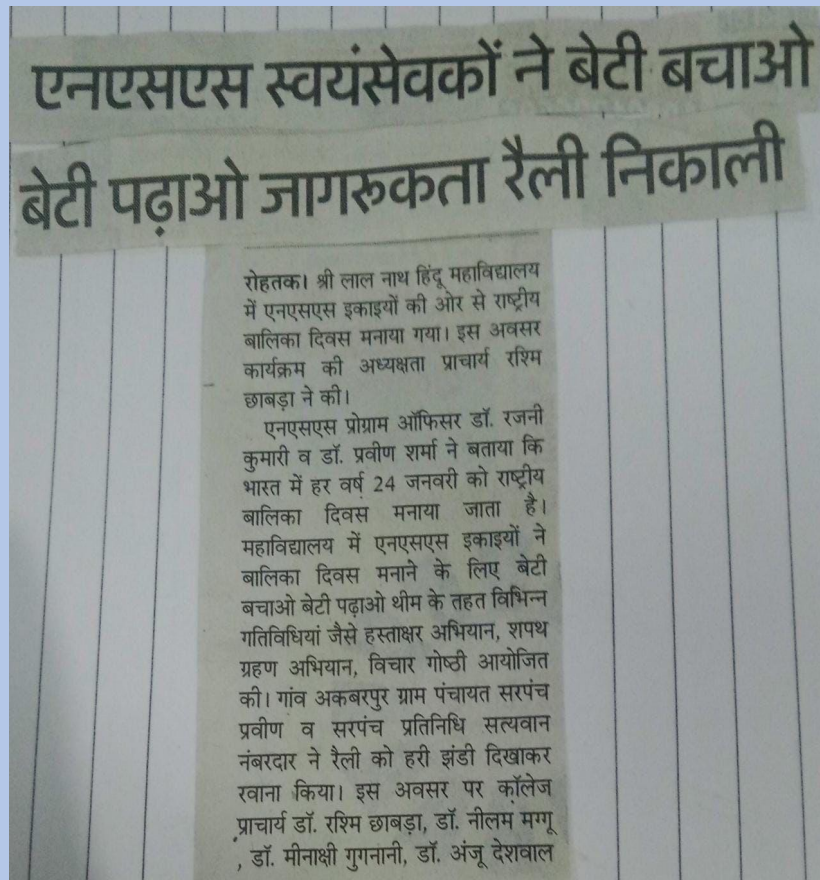 एनएसएस स्वयंसेवकों ने बेटी बचाओ
बेटी पढ़ाओ जागरूकता रैली निकाली
रोहतक। श्री लाल नाथ हिंदू महाविद्यालय
में एनएसएस इकाइयों की ओर से राष्ट्रीय
बालिका दिवस मनाया गया। इस अवसर
कार्यक्रम की अध्यक्षता प्राचार्य रश्मि
छाबड़ा ने की।
एनएसएस प्रोग्राम ऑफिसर डॉ. रजनी
कुमारी व डॉ. प्रवीण शर्मा ने बताया कि
भारत में हर वर्ष 24 जनवरी को राष्ट्रीय
बालिका दिवस मनाया जाता है।
महाविद्यालय में एनएसएस इकाइयों ने
बालिका दिवस मनाने के लिए बेटी
बचाओ बेटी पढ़ाओ थीम के तहत विभिन्न
गतिविधियां जैसे हस्ताक्षर अभियान, शपथ
ग्रहण अभियान, विचार गोष्ठी आयोजित
की। गांव अकबरपुर ग्राम पंचायत सरपंच
प्रवीण व सरपंच प्रतिनिधि सत्यवान
नंबरदार ने रैली को हरी झंडी दिखाकर
रवाना किया। इस अवसर पर कॉलेज
प्राचार्य डॉ. रश्मि छाबड़ा, डॉ. नीलम मग्गू
, डॉ. मीनाक्षी गुगनानी, डॉ. अंजू देशवाल